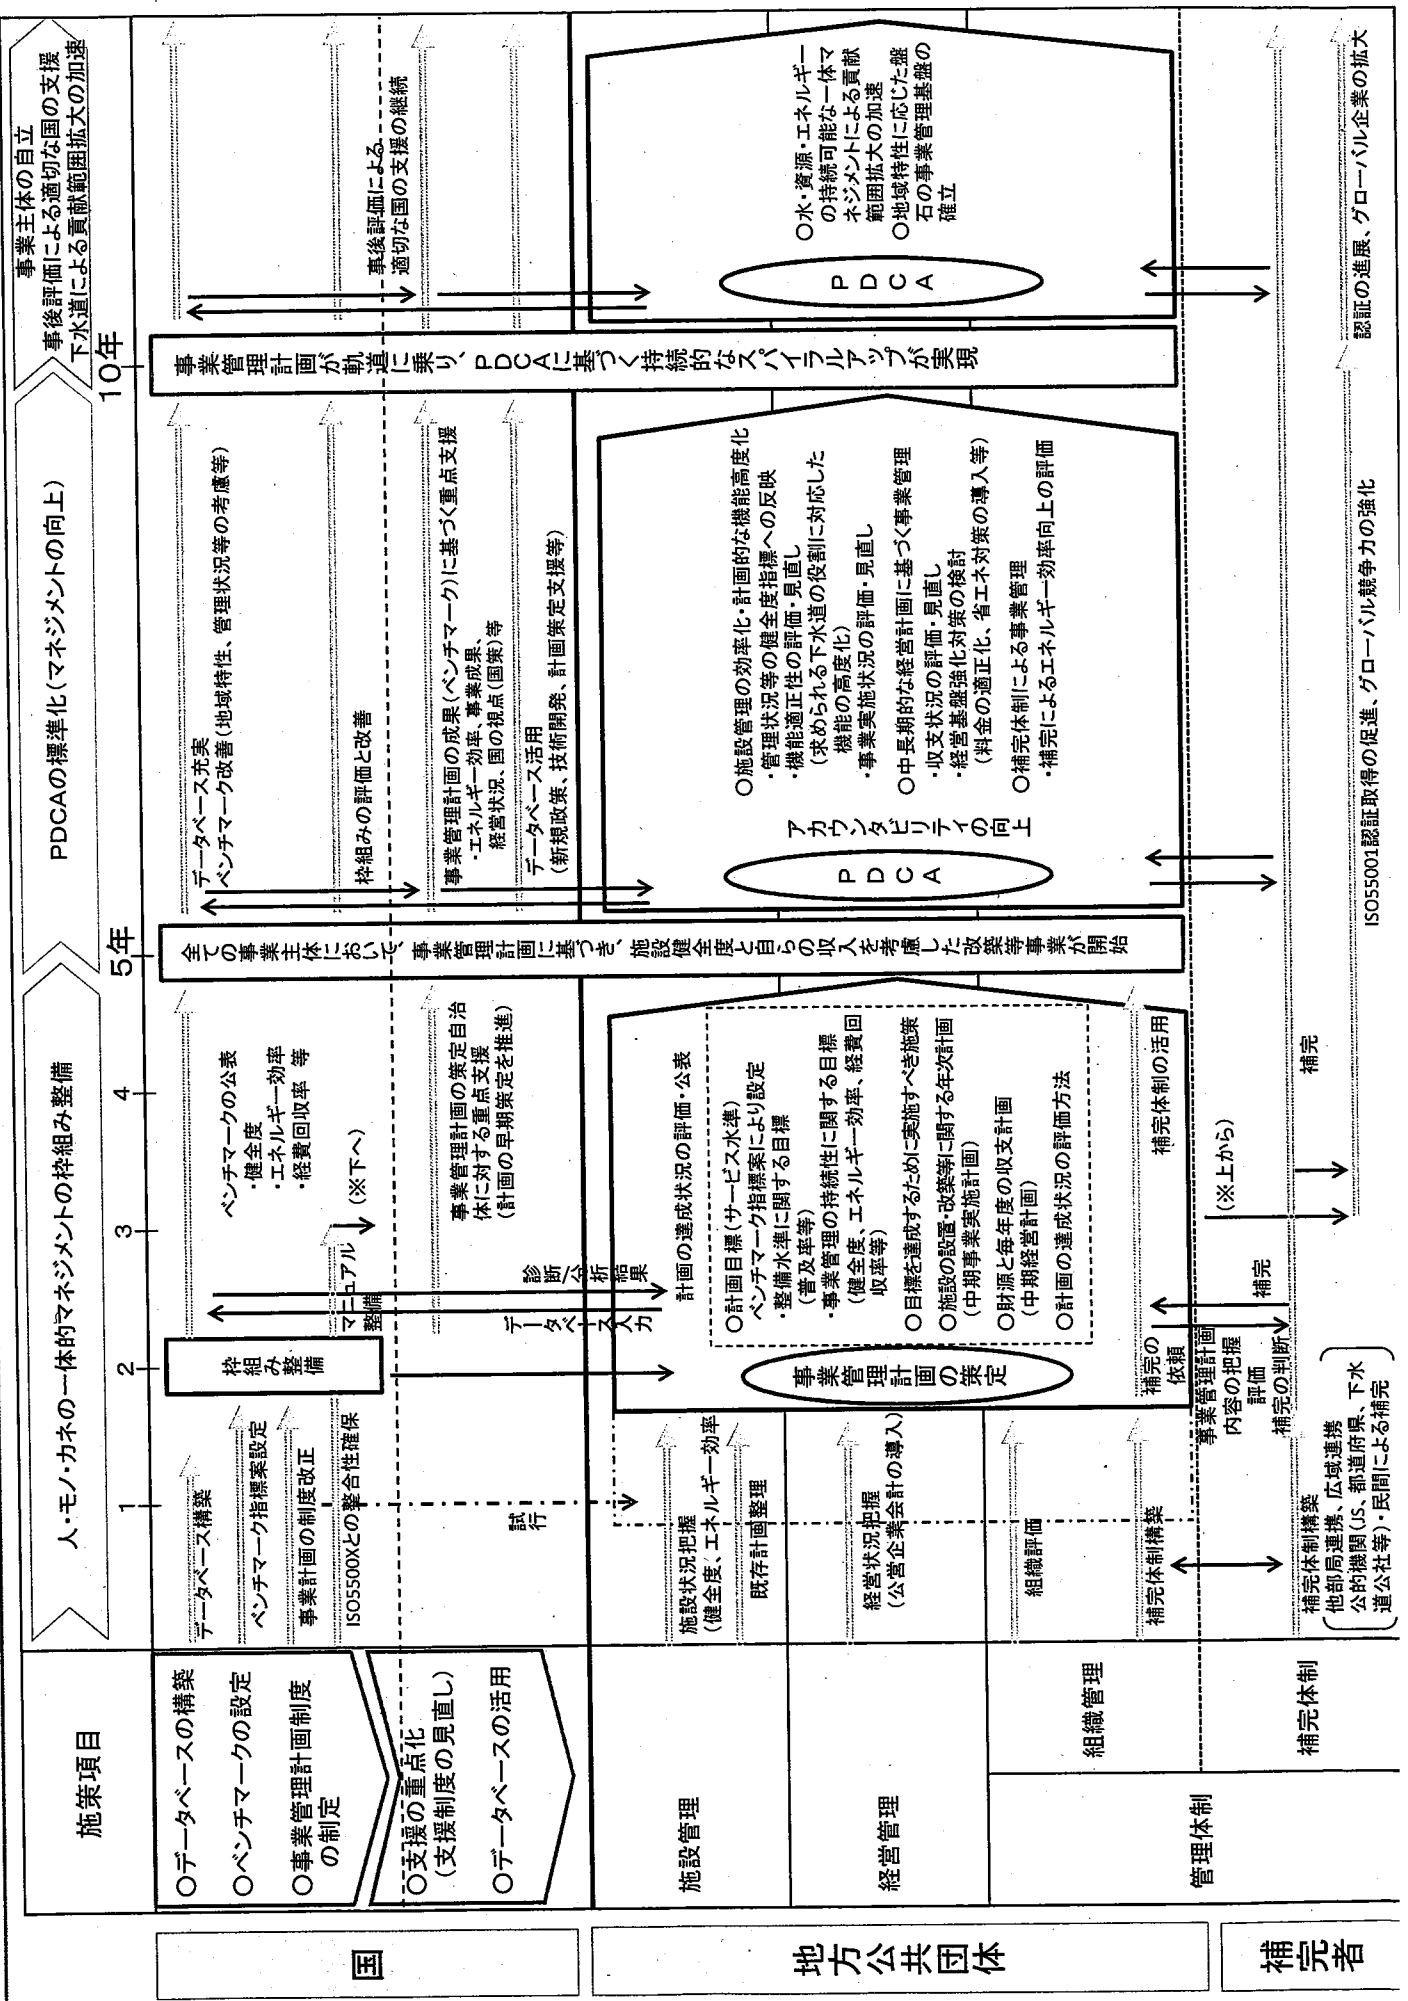 施策項目
人・モノ・カネの一体的マネジメントの枠組み整備
PDCAの標準化(マネジメントの向上)
事業主体の自立
事後評価による適切な国の支援
下水道による貢献範囲拡大の加速
1
2
3
4
5年
10年
国
○データベースの構築
○ベンチマークの設定
○事業管理計画制度
の制定
○支援の重点化
(支援制度の見直し)
○データベースの活用
データベース構築
ベンチマーク指標案設定
事業計画の制度改正
ISO5500Xとの整合性確保
試行
枠組み整備
マニュアル
整備
(※下へ)
ベンチマークの公表
・健全度
・エネルギー効率
・経費回収率 等
事業管理計画の策定自治
体に対する重点支援
(計画の早期策定を推進)
データベース入力
診断/分析結果
全ての事業主体において、事業管理計画に基づき、施設健全度と自らの収入を考慮した改築等事業が開始
データベース充実
ベンチマーク改善(地域特性、管理状況等の考慮等)
枠組みの評価と改善
事業管理計画の成果(ベンチマーク)に基づく重点支援
・エネルギー効率、事業成果、
経営状況、国の視点(国策)等
データベース活用
(新規政策、技術開発、計画策定支援等)
事業管理計画が軌道に乗り、PDCAに基づく持続的なスパイラルアップが実現
事後評価による
適切な国の支援の継続
地方公共団体
施設管理
経営管理
管理体制
組織管理
施設状況把握
(健全度、エネルギー効率)
既存計画整理
経営状況把握
(公営企業会計の導入)
組織評価
補完体制構築
事業管理計画の策定
計画の達成状況の評価・公表
○計画目標(サービス水準)
ベンチマーク指標案により設定
・整備水準に関する目標
(普及率等)
・事業管理の持続性に関する目標
(健全度、エネルギー効率、経費回
収率等)
○目標を達成するために実施すべき施策
○施設の設置・改築等に関する年次計画
(中期事業実施計画)
○財源と毎年度の収支計画
(中期経営計画)
○計画の達成状況の評価方法
補完の
依頼
補完体制の活用
PDCA
アカウンダビリティの向上
○施設管理の効率化・計画的な機能高度化
・管理状況等の健全度指標への反映
・機能適正性の評価・見直し
(求められる下水道の役割に対応した
機能の高度化)
・事業実施状況の評価・見直し
○中長期的な経営計画に基づく事業管理
・収支状況の評価・見直し
・経営基盤強化対策の検討
(料金の適正化、省エネ対策の導入等)
○補完体制による事業管理
・補完によるエネルギー効率向上の評価
PDCA
○水・資源・エネルギー
の持続可能な一体マ
ネジメントによる貢献
範囲拡大の加速
○地域特性に応じた盤
石の事業管理基盤の
確立
補完者
補完体制
補完体制構築
他部局連携、広域連携
公的機関(JS、都道府県、下水
道公社等)・民間による補完
事業管理計画
内容の把握
評価
補完の判断
補完
(※上から)
補完
ISO55001認証取得の促進、グローバル競争力の強化
認証の進展、グローバル企業の拡大